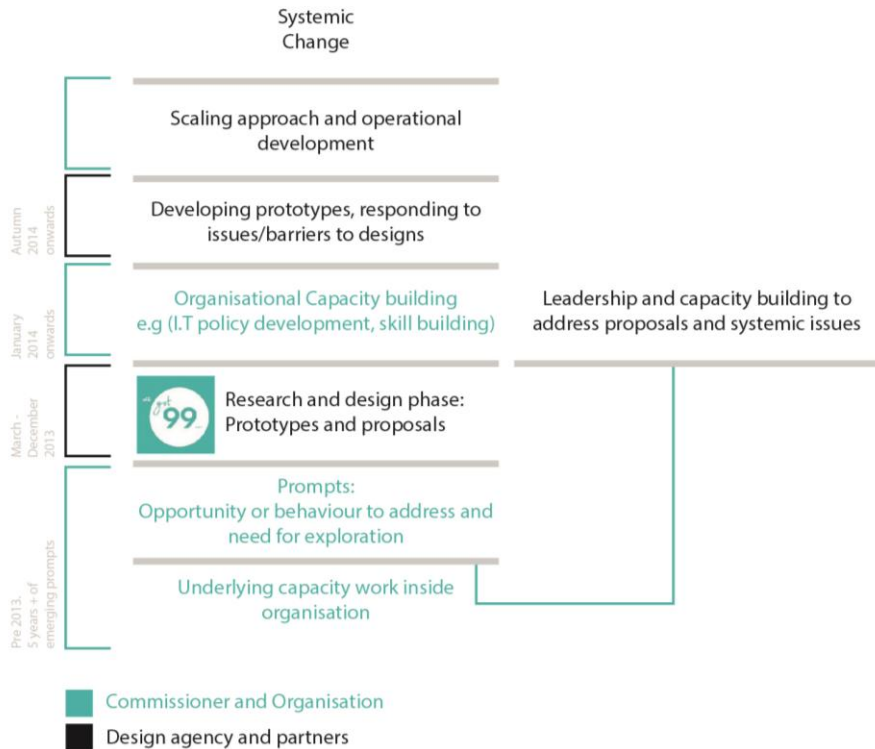 Systemic
Change
Scaling approach and operational
development
Autumn
2014
onwards
Developing prototypes, responding to
issues/barriers to designs
January
2014
onwards
Organisational Capacity building
e.g (I.T policy development, skill building)
Leadership and capacity building to
address proposals and systemic issues
March -
December
2013
got
99
Research and design phase:
Prototypes and proposals
Pre 2013.
5 years + of
emerging prompts
Prompts:
Opportunity or behaviour to address and
need for exploration
Underlying capacity work inside
organisation
Commissioner and Organisation
Design agency and partners